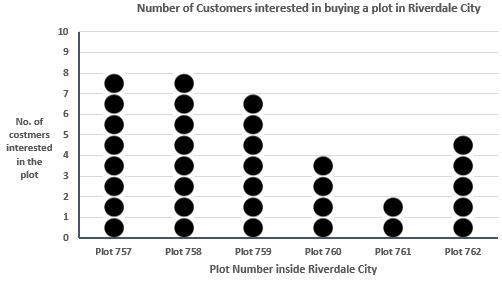 Number of Customers interested in buying a plot in Riverdale City
10
9
8
7
6
5
4
3
2
1
0
No. of
costmers
interested
in the
plot
Plot 757 Plot 758 Plot 759 Plot 760 Plot 761 Plot 762
Plot Number inside Riverdale City